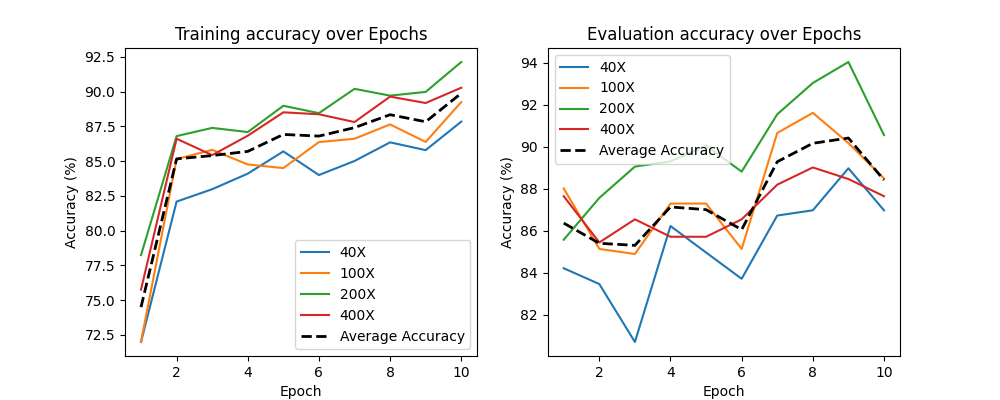 Training accuracy over Epochs
Accuracy (%)
92.5
90.0
87.5
85.0
82.5
80.0
77.5
75.0
72.5
40X
100X
200X
400X
Average Accuracy
2
4
6
8
10
Epoch
Evaluation accuracy over Epochs
Accuracy (%)
94
92
90
88
86
84
82
40X
100X
200X
400X
Average Accuracy
2
4
6
8
10
Epoch